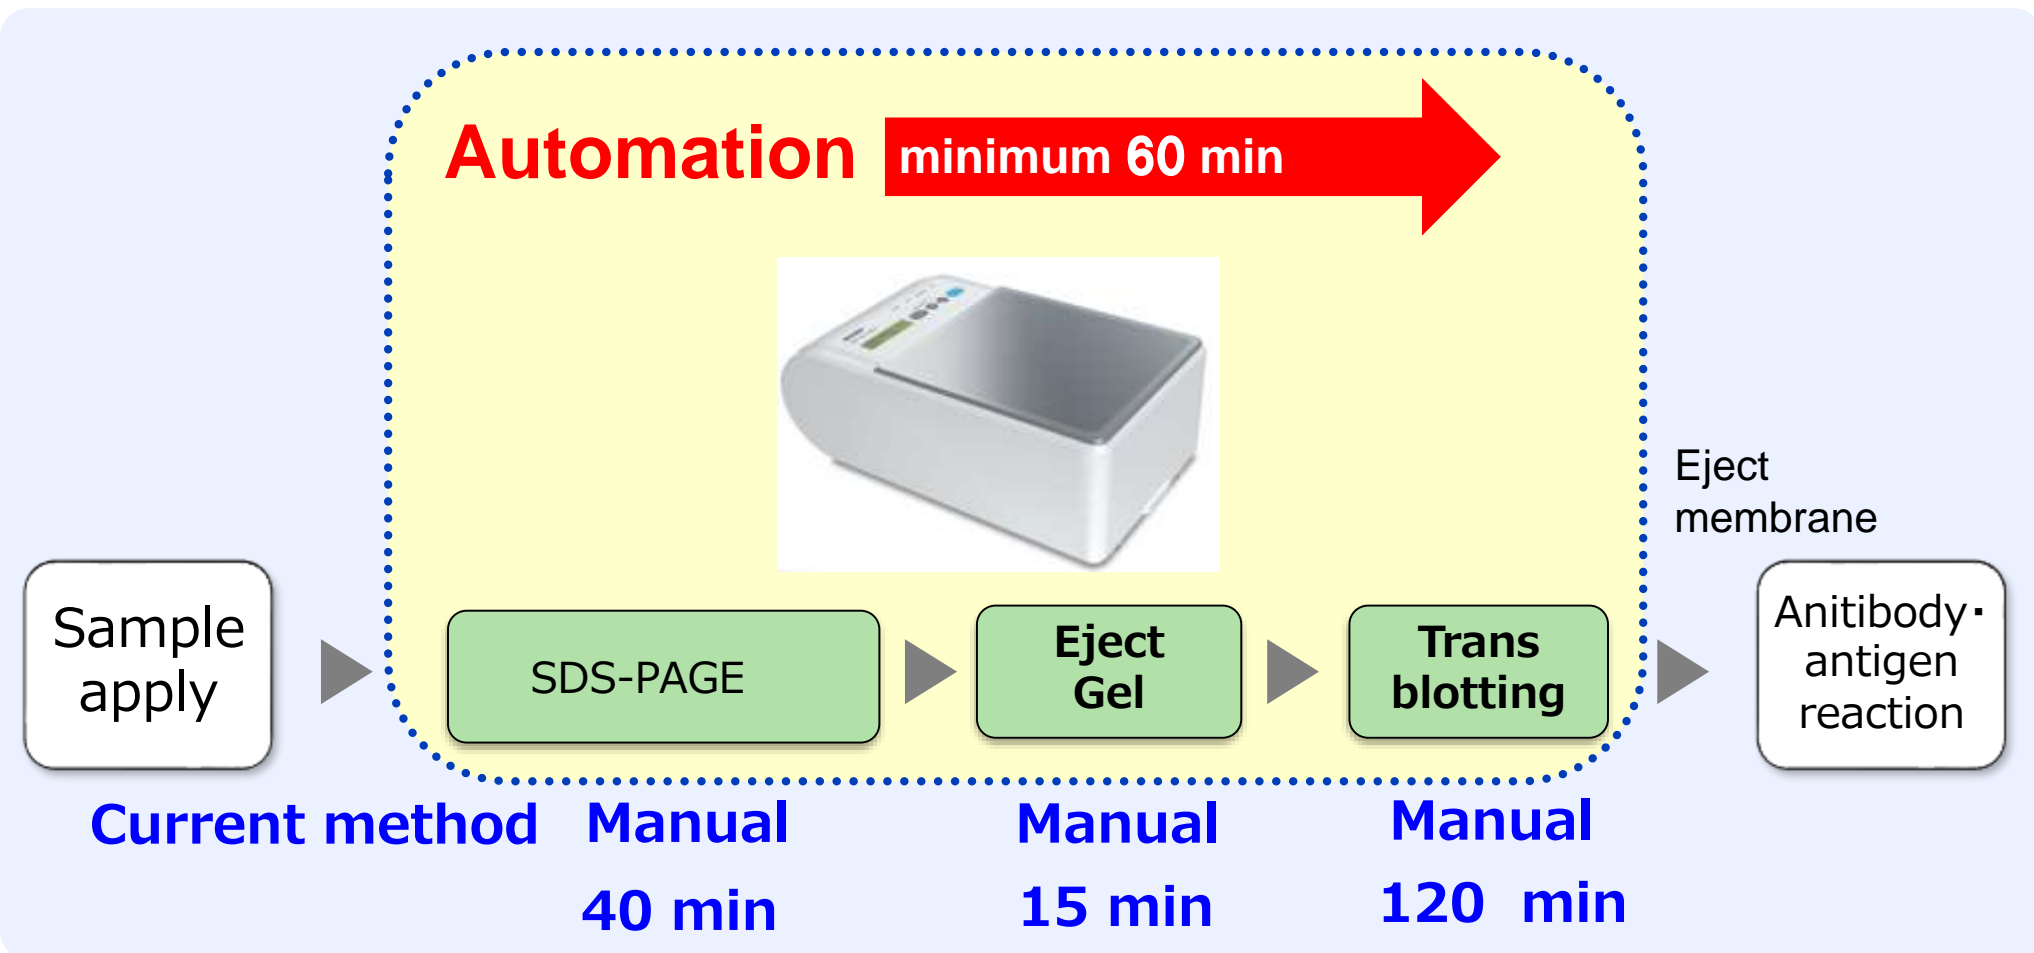 Automation
minimum 60 min
Eject
membrane
Sample
apply
SDS-PAGE
Eject
Gel
Trans
blotting
Anitibody･
antigen
reaction
Current method
Manual
Manual
Manual
40 min
15 min
120 min